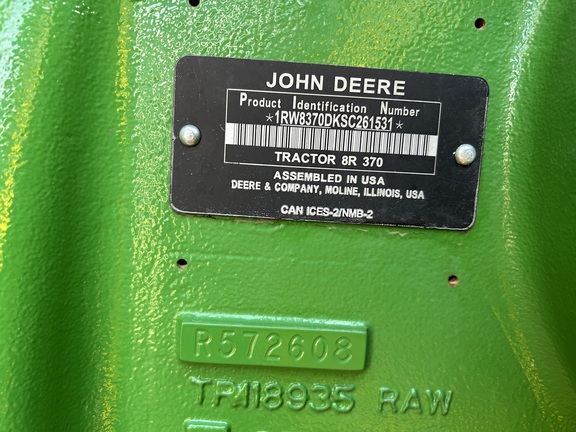 JOHN DEERE
Product Identification Number
*1RW8370DKSC261531*
TRACTOR 8R 370
ASSEMBLED IN USA
DEERE & COMPANY, MOLINE, ILLINOIS, USA
CAN ICES-2/NMB-2
R572608
TP118935 RAW